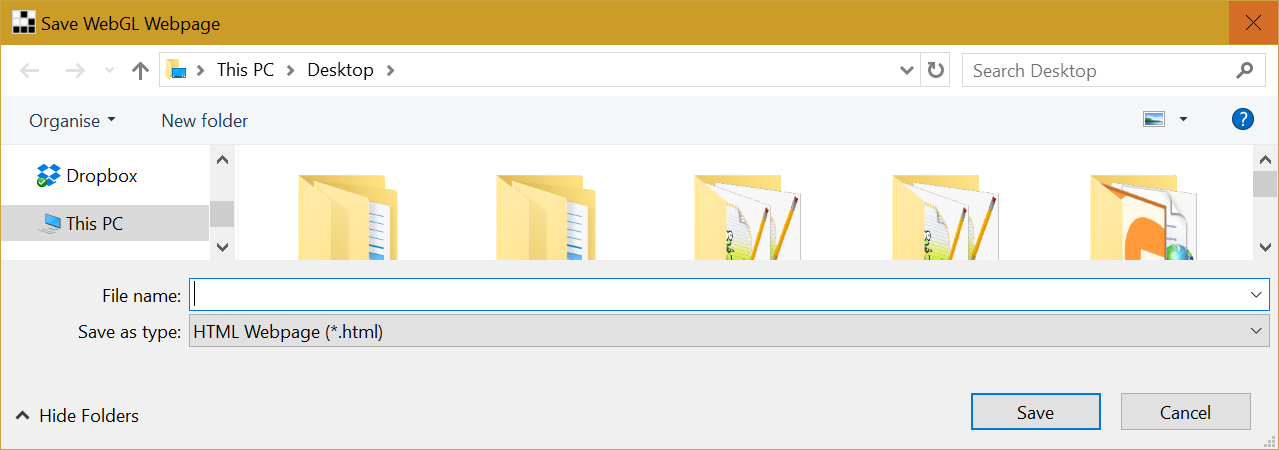 Save WebGL Webpage
This PC Desktop Search Desktop
Organise New folder ?
Dropbox
This PC
File name:
Save as type: HTML Webpage (*.html)
Hide Folders Save Cancel